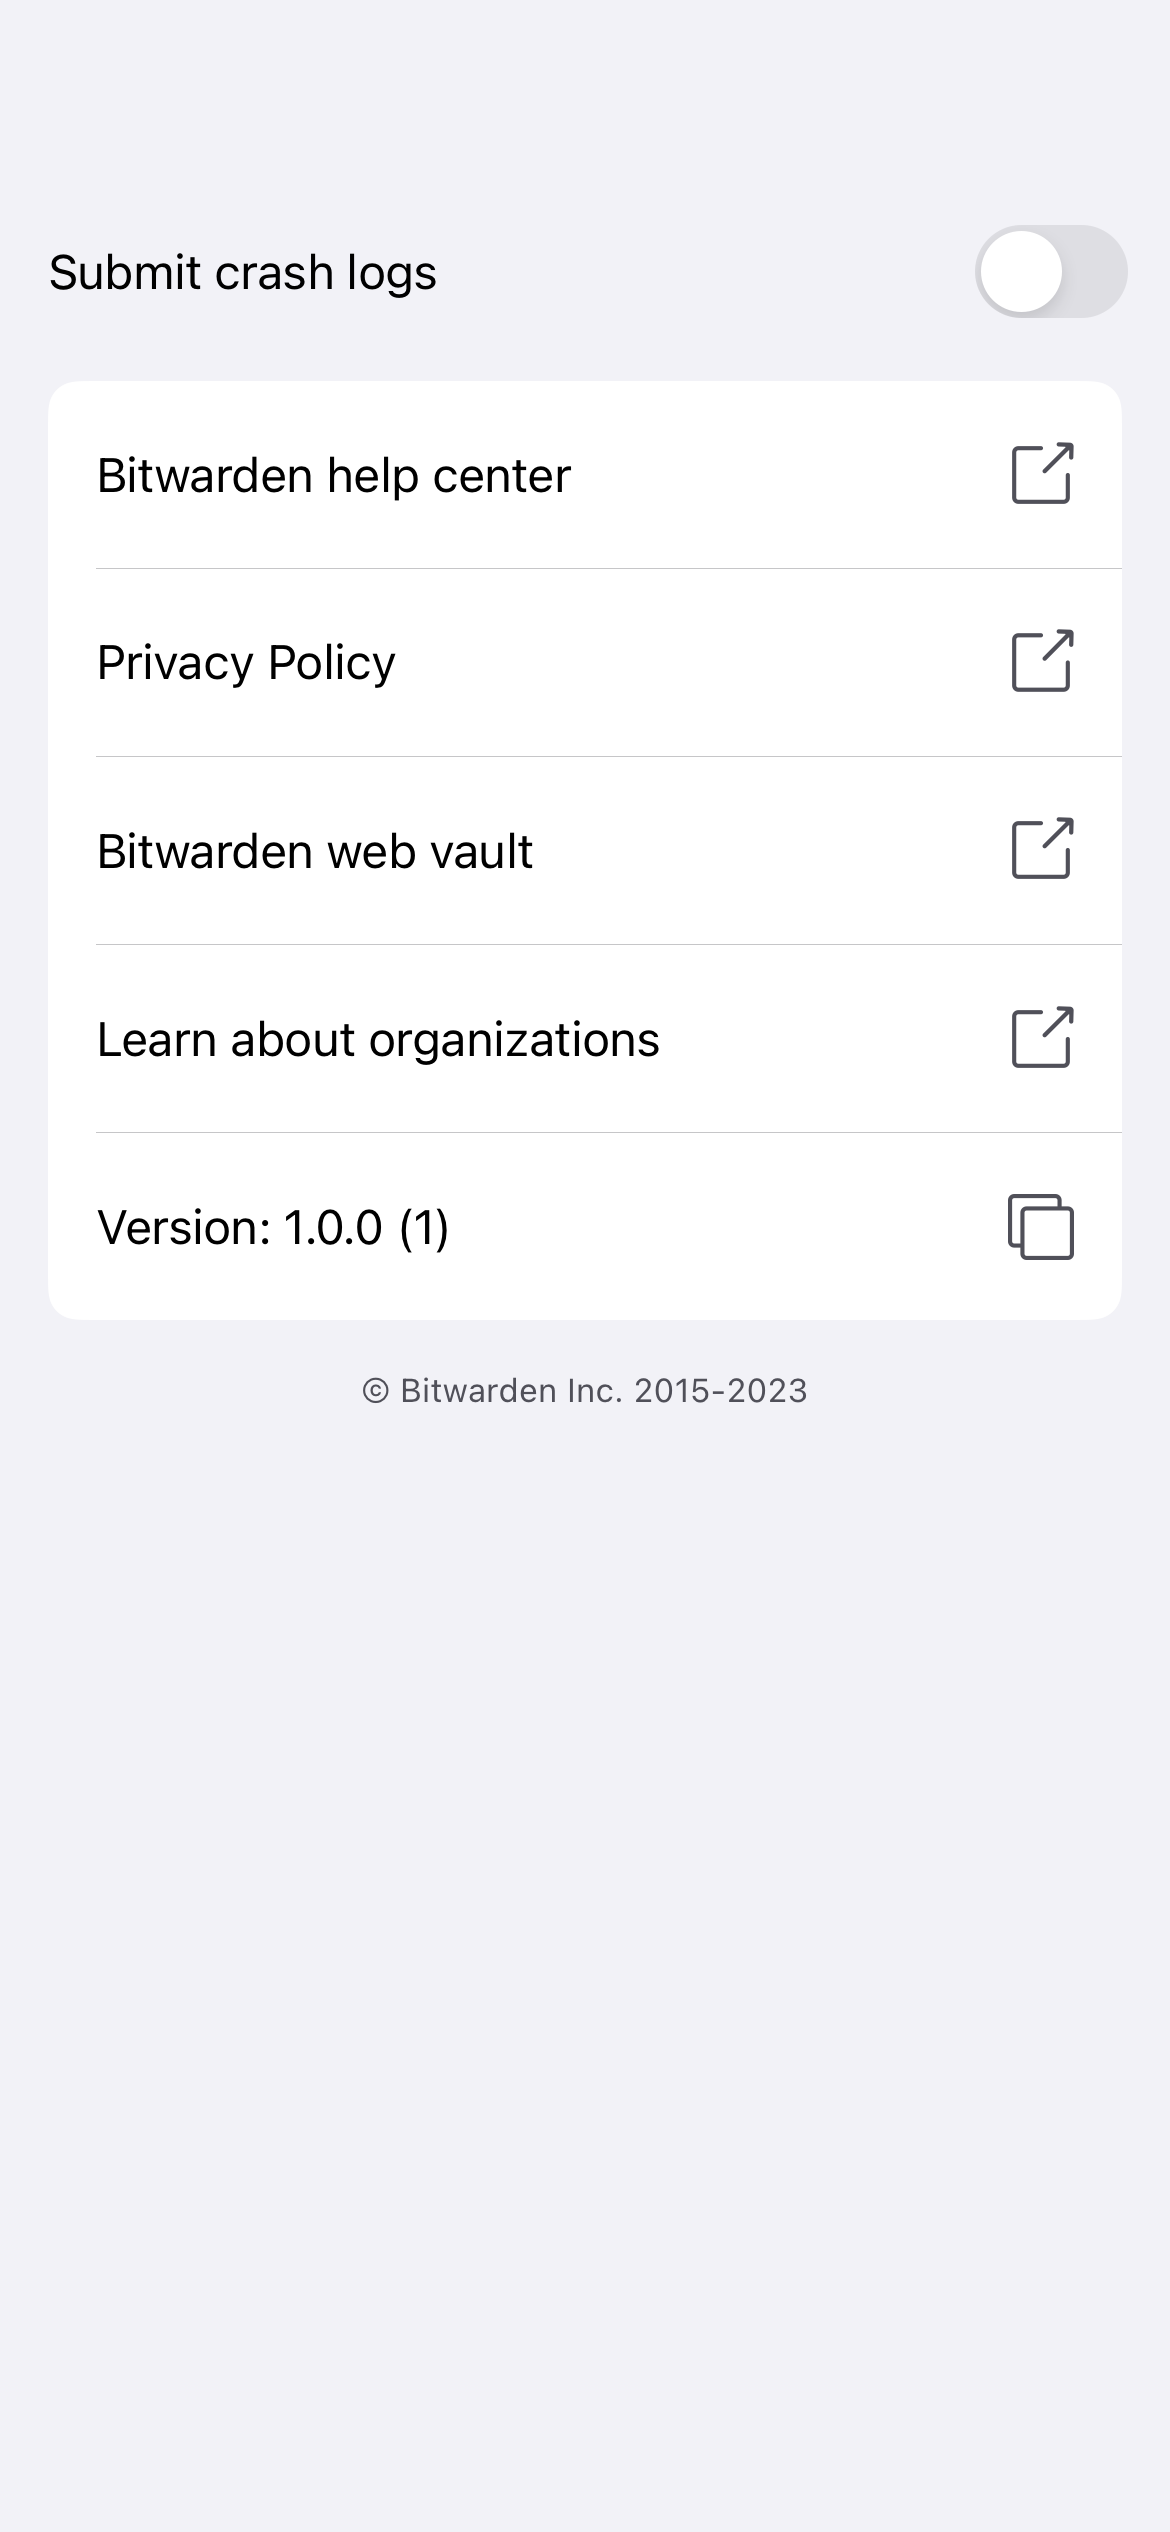 Submit crash logs
Bitwarden help center
Privacy Policy
Bitwarden web vault
Learn about organizations
Version: 1.0.0 (1)
© Bitwarden Inc. 2015-2023